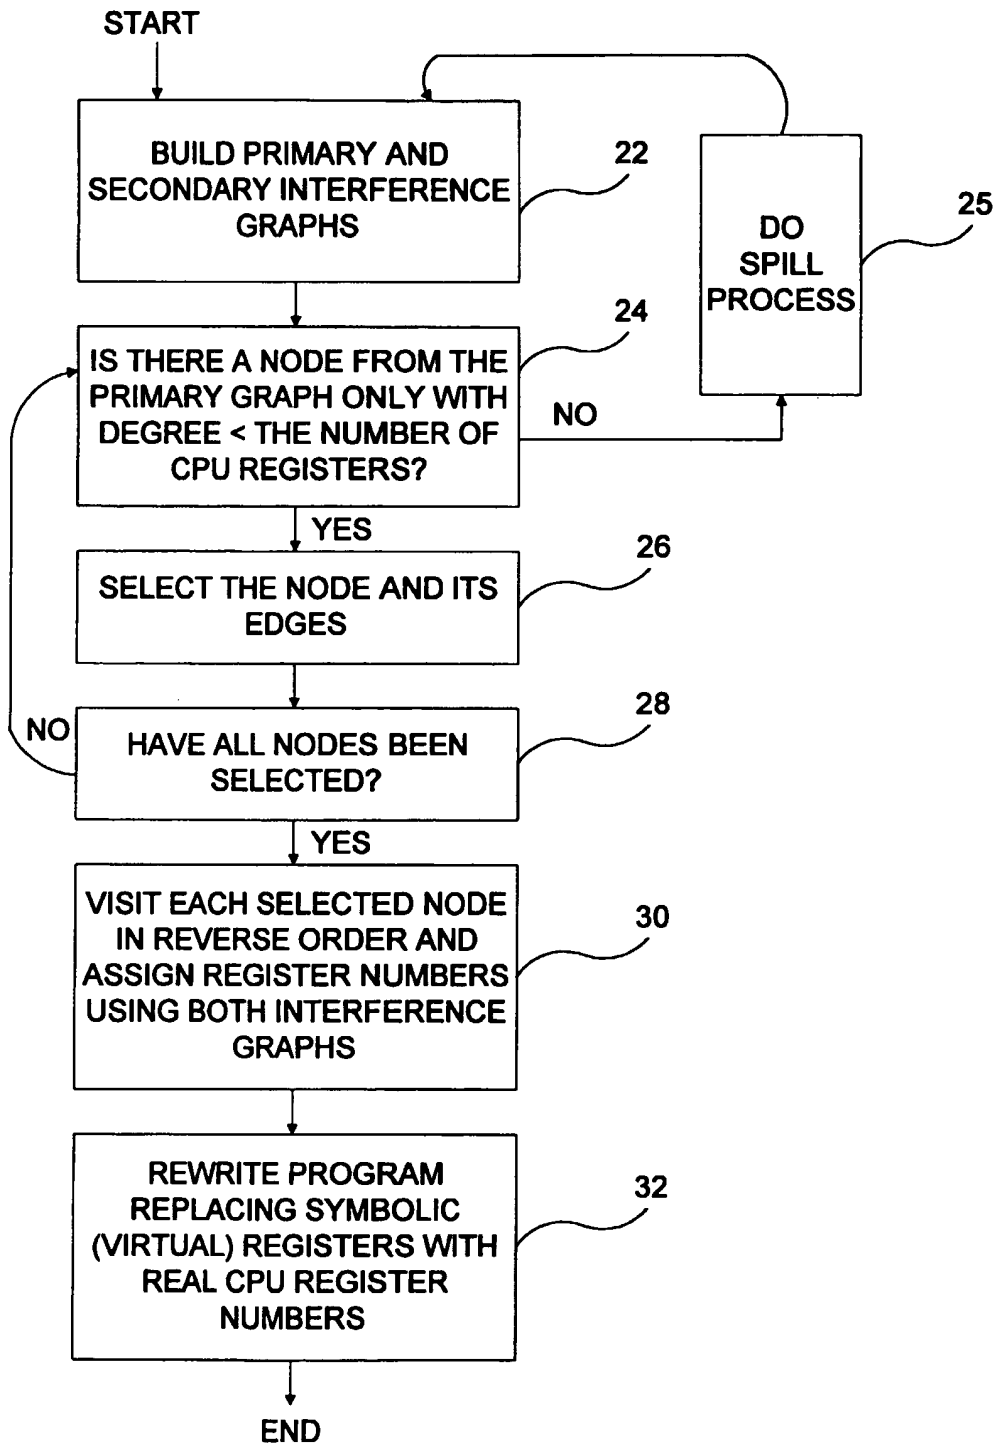 START
BUILD PRIMARY AND
SECONDARY INTERFERENCE
GRAPHS
22
DO
SPILL
PROCESS
25
IS THERE A NODE FROM THE
PRIMARY GRAPH ONLY WITH
DEGREE < THE NUMBER OF
CPU REGISTERS?
24
NO
YES
SELECT THE NODE AND ITS
EDGES
26
HAVE ALL NODES BEEN
SELECTED?
28
NO
YES
VISIT EACH SELECTED NODE
IN REVERSE ORDER AND
ASSIGN REGISTER NUMBERS
USING BOTH INTERFERENCE
GRAPHS
30
REWRITE PROGRAM
REPLACING SYMBOLIC
(VIRTUAL) REGISTERS WITH
REAL CPU REGISTER
NUMBERS
32
END